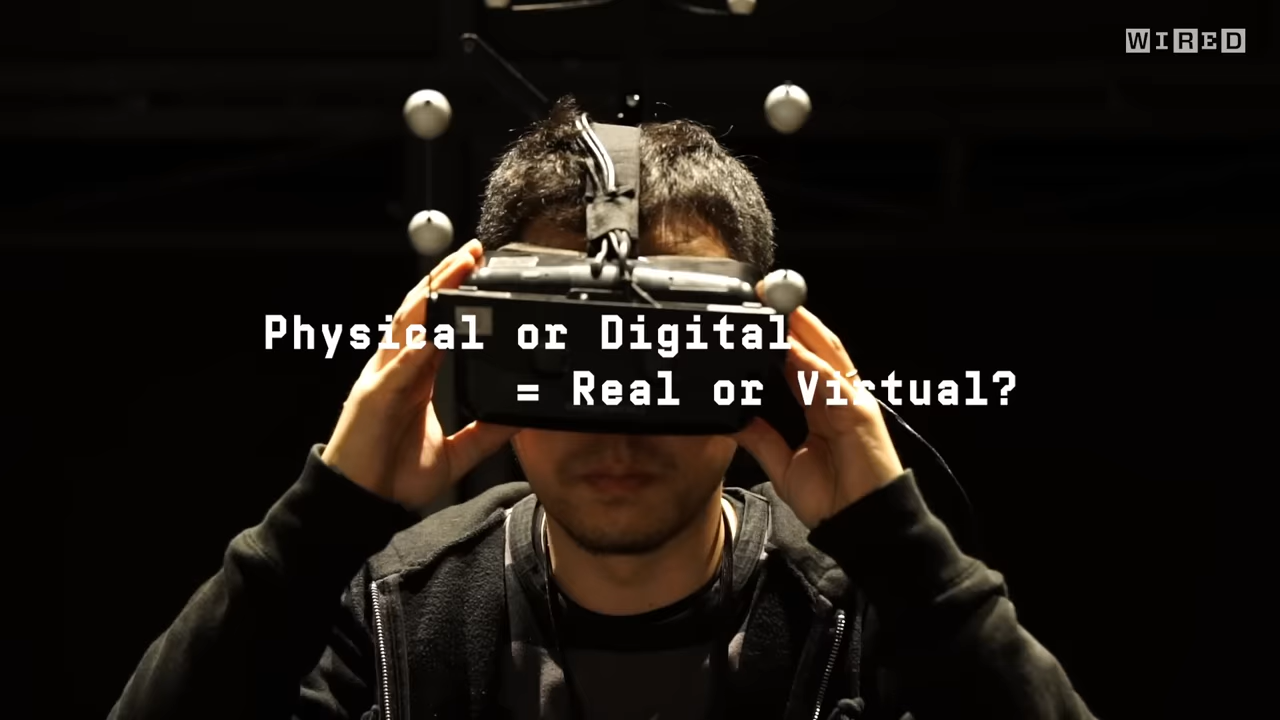 WIRED
Physical or Digital
= Real or Virtual?